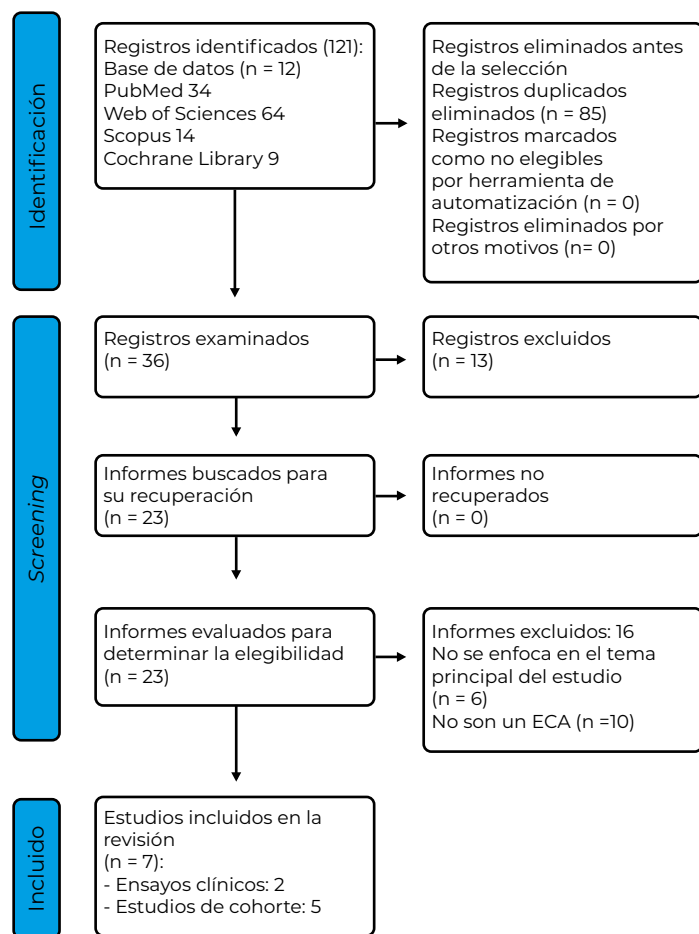 Identificación
Registros identificados (121):
Base de datos (n = 12)
PubMed 34
Web of Sciences 64
Scopus 14
Cochrane Library 9
Registros eliminados antes
de la selección
Registros duplicados
eliminados (n = 85)
Registros marcados
como no elegibles
por herramienta de
automatización (n = 0)
Registros eliminados por
otros motivos (n= 0)
Screening
Registros examinados
(n = 36)
Registros excluidos
(n = 13)
Informes buscados para
su recuperación
(n = 23)
Informes no
recuperados
(n = 0)
Informes evaluados para
determinar la elegibilidad
(n = 23)
Informes excluidos: 16
No se enfoca en el tema
principal del estudio
(n = 6)
No son un ECA (n =10)
Incluido
Estudios incluidos en la
revisión
(n = 7):
- Ensayos clínicos: 2
- Estudios de cohorte: 5